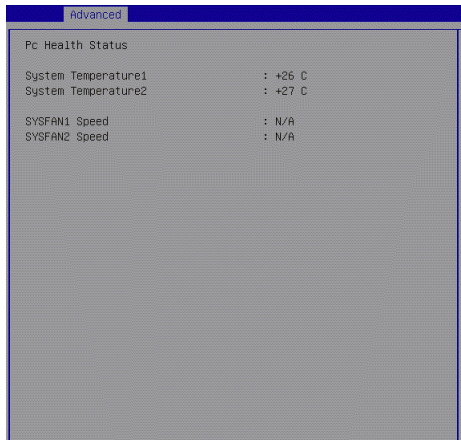 Advanced
Pc Health Status
System Temperature1 : +26 C
System Temperature2 : +27 C
SYSFAN1 Speed : N/A
SYSFAN2 Speed : N/A